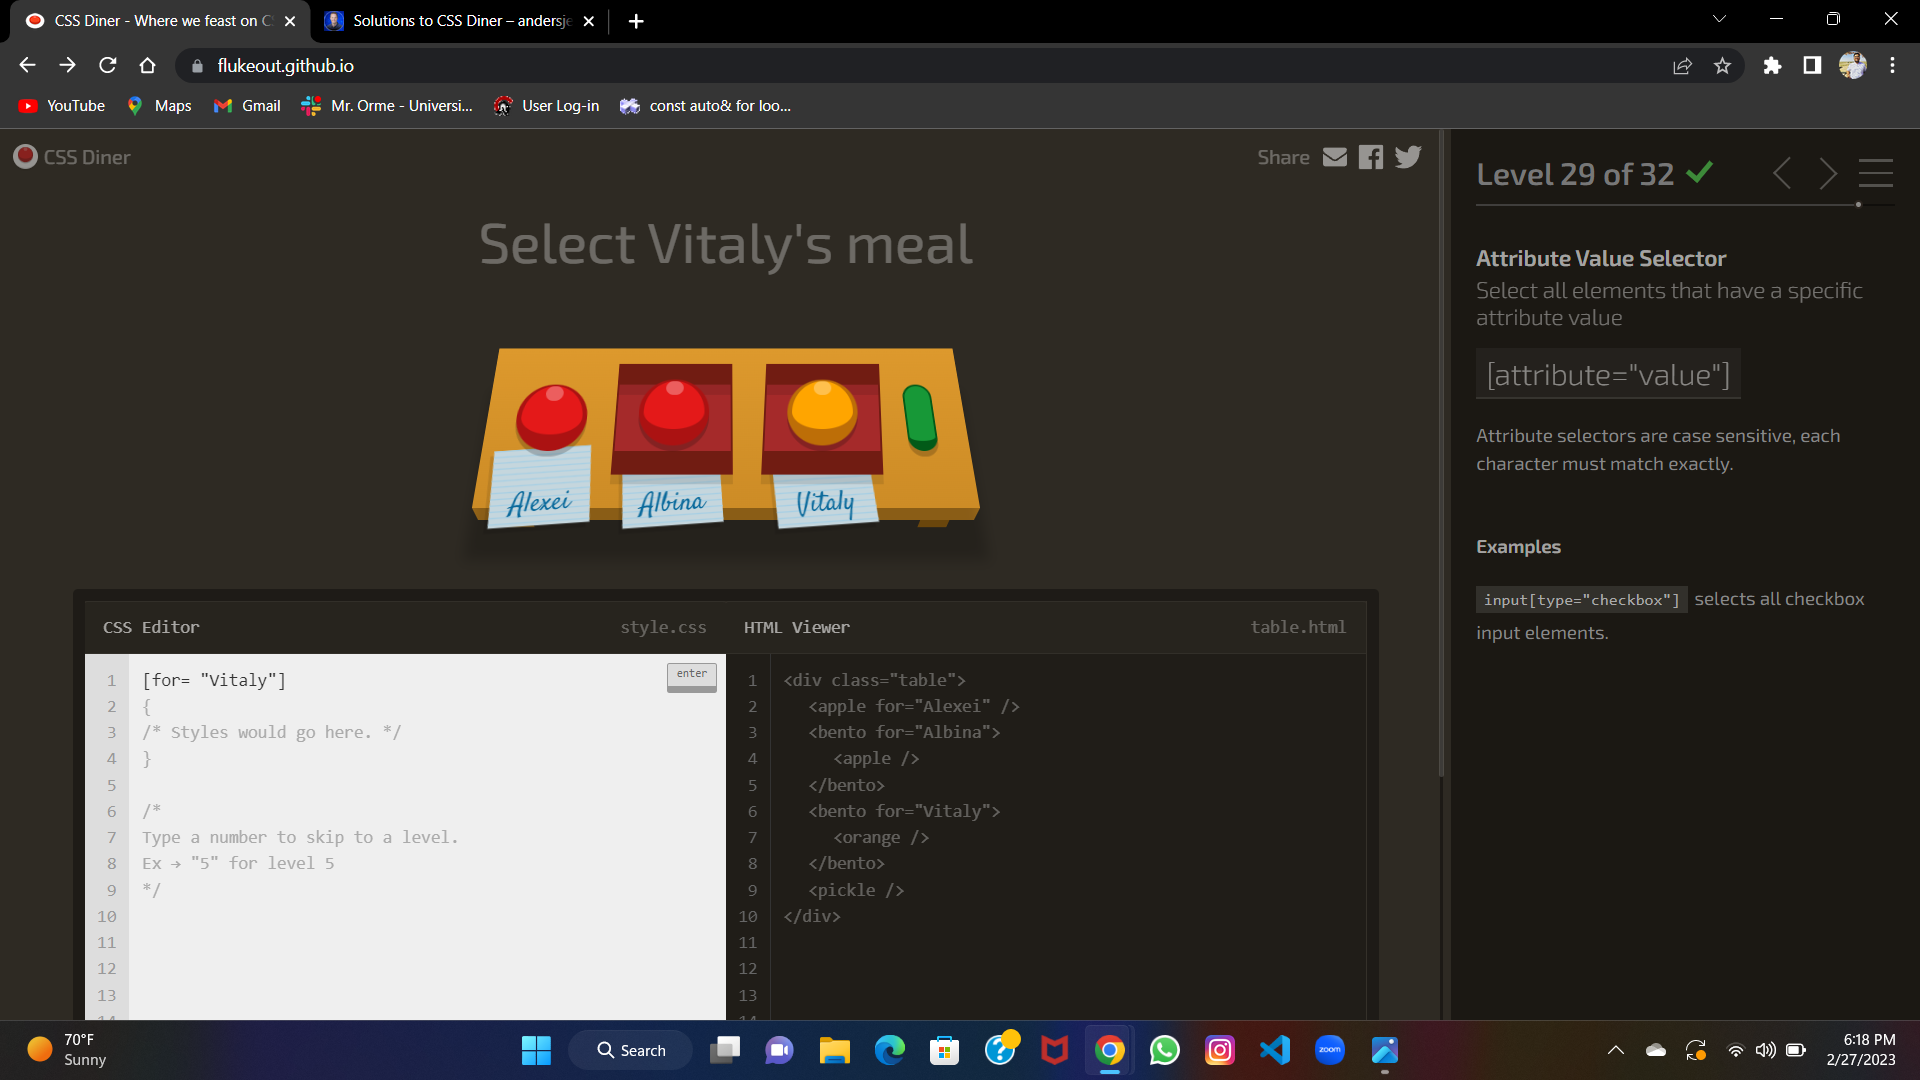 CSS Diner - Where we feast on C
Solutions to CSS Diner – andersje
flukeout.github.io
YouTube
Maps
Gmail
Mr. Orme - Universi...
User Log-in
const auto& for loo...
CSS Diner
Share
Select Vitaly's meal
Alexei
Albina
Vitaly
CSS Editor
style.css
HTML Viewer
table.html
1 [for= "Vitaly"]
enter
2 {
3 /* Styles would go here. */
4 }
5
6 /*
7 Type a number to skip to a level.
8 Ex → "5" for level 5
9 */
10
11
12
13
1 <div class="table">
2 <apple for="Alexei" />
3 <bento for="Albina">
4 <apple />
5 </bento>
6 <bento for="Vitaly">
7 <orange />
8 </bento>
9 <pickle />
10 </div>
11
12
13
Level 29 of 32
Attribute Value Selector
Select all elements that have a specific
attribute value
[attribute="value"]
Attribute selectors are case sensitive, each
character must match exactly.
Examples
input[type="checkbox"] selects all checkbox
input elements.
70°F
Sunny
Search
zoom
6:18 PM
2/27/2023